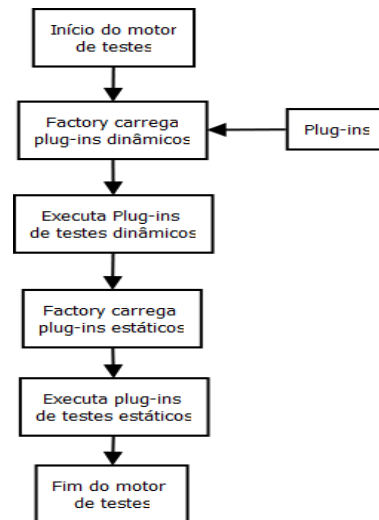 Início do motor
de testes
Factory carrega
plug-ins dinâmicos
Plug-ins
Executa Plug-ins
de testes dinâmicos
Factory carrega
plug-ins estáticos
Executa plug-ins
de testes estáticos
Fim do motor
de testes